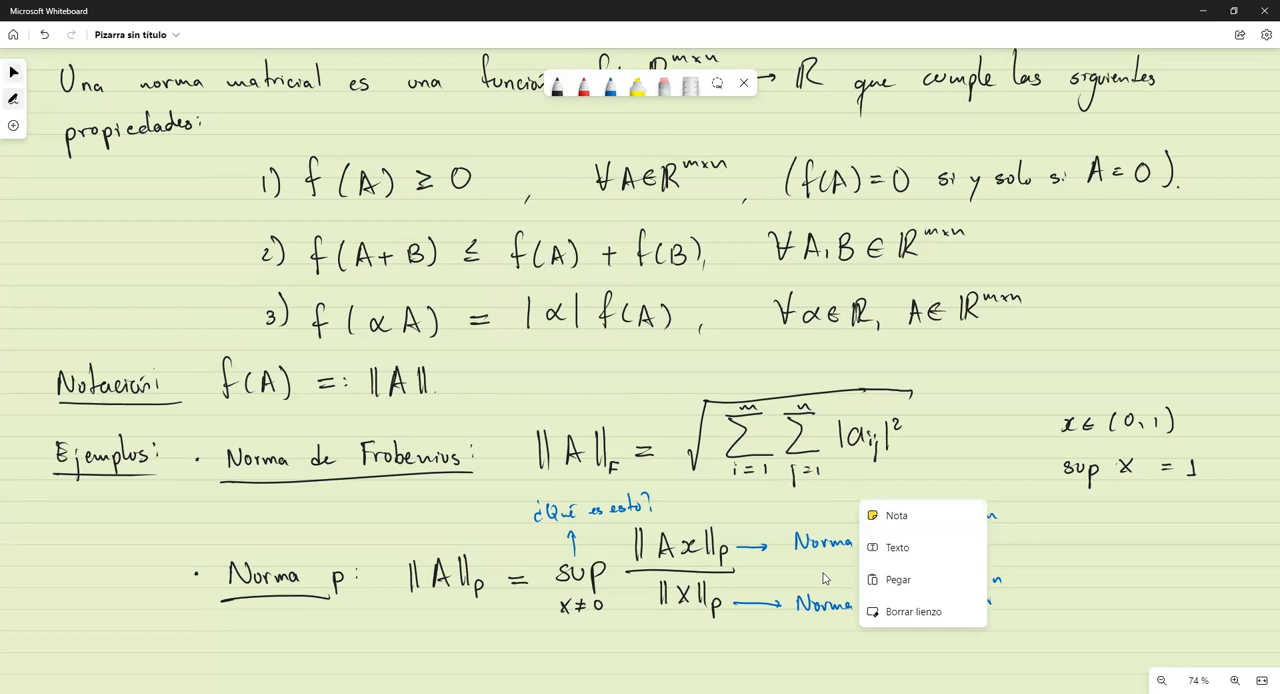 Microsoft Whiteboard
Pizarra sin título
Una norma matricial es una función ℝ^{m×n} → ℝ que cumple las siguientes
propiedades:
1) f(A) ≥ 0, ∀A∈ℝ^{m×n}, (f(A)=0 si y solo si A=0).
2) f(A+B) ≤ f(A) + f(B), ∀A,B ∈ ℝ^{m×n}
3) f(αA) = |α| f(A), ∀α∈ℝ, A∈ℝ^{m×n}
Notación: f(A) =: ||A||.
Ejemplos: · Norma de Frobenius: ||A||_F = √(∑_{i=1}^{m} ∑_{j=1}^{n} |a_{ij}|²)
x∈(0,1)
sup x = 1
¿Qué es esto?
· Norma p: ||A||_p = sup_{x≠0} ||Ax||_p / ||x||_p
→ Norma
→ Norma
Nota
Texto
Pegar
Borrar lienzo
74 %